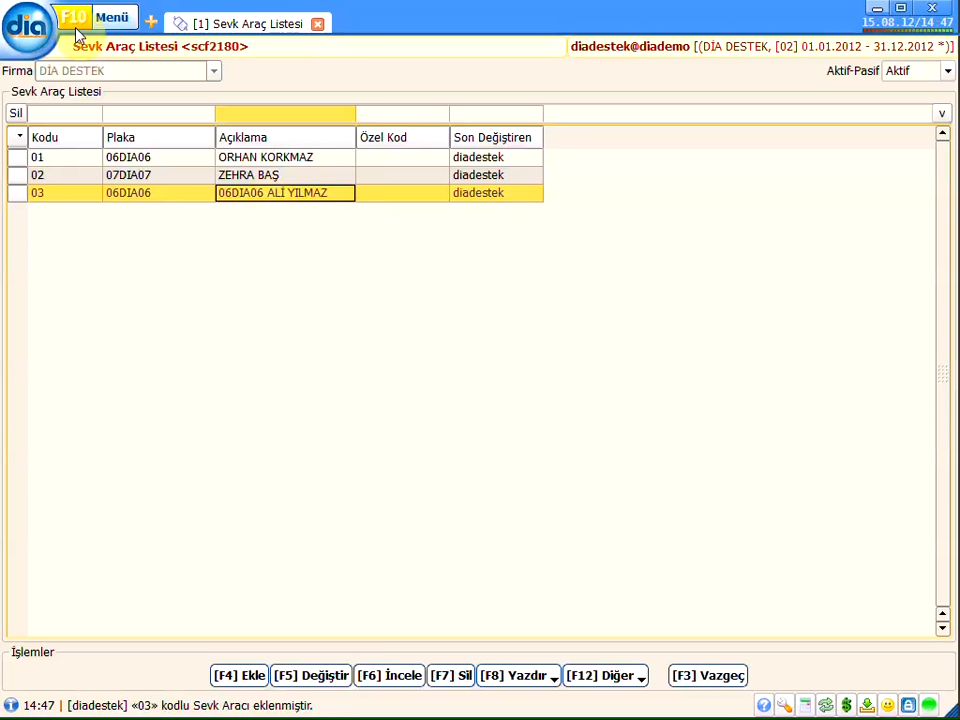 dia F10 Menü [1] Sevk Araç Listesi 15.08.12/14 47
Sevk Araç Listesi <scf2180> diadestek@diademo [(DİA DESTEK, [02] 01.01.2012 - 31.12.2012 *)]
Firma DİA DESTEK Aktif-Pasif Aktif
Sevk Araç Listesi
Sil v
Kodu Plaka Açıklama Özel Kod Son Değiştiren
01 06DIA06 ORHAN KORKMAZ diadestek
02 07DIA07 ZEHRA BAŞ diadestek
03 06DIA06 06DIA06 ALİ YILMAZ diadestek
İşlemler
[F4] Ekle [F5] Değiştir [F6] İncele [F7] Sil [F8] Yazdır [F12] Diğer [F3] Vazgeç
14:47 | [diadestek] «03» kodlu Sevk Aracı eklenmiştir.